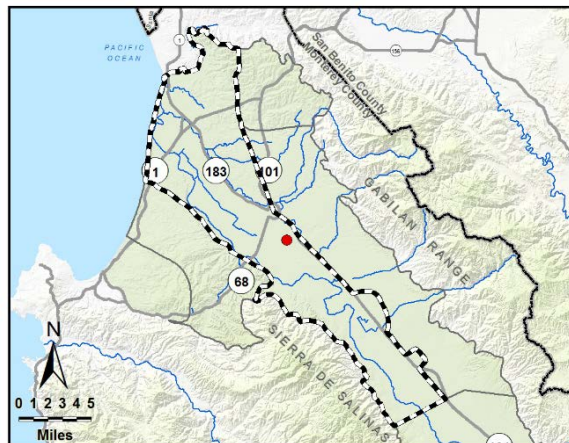 1
156
PACIFIC
OCEAN
San Benito County
Monterey County
183
101
1
GABILAN RANGE
68
SIERRA DE SALINAS
N
0 1 2 3 4 5
Miles